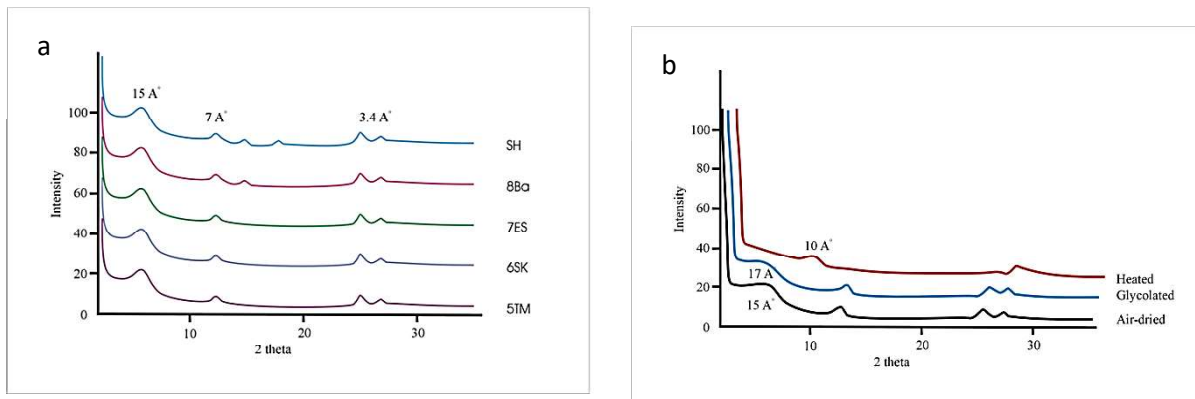 a
15 A°
7 A°
3.4 A°
100
80
60
40
20
0
Intensity
10
20
30
2 theta
SH
8Ba
7ES
6SK
5TM
b
100
80
60
40
20
0
Intensity
10 A°
17 A
15 A°
10
20
30
2 theta
Heated
Glycolated
Air-dried